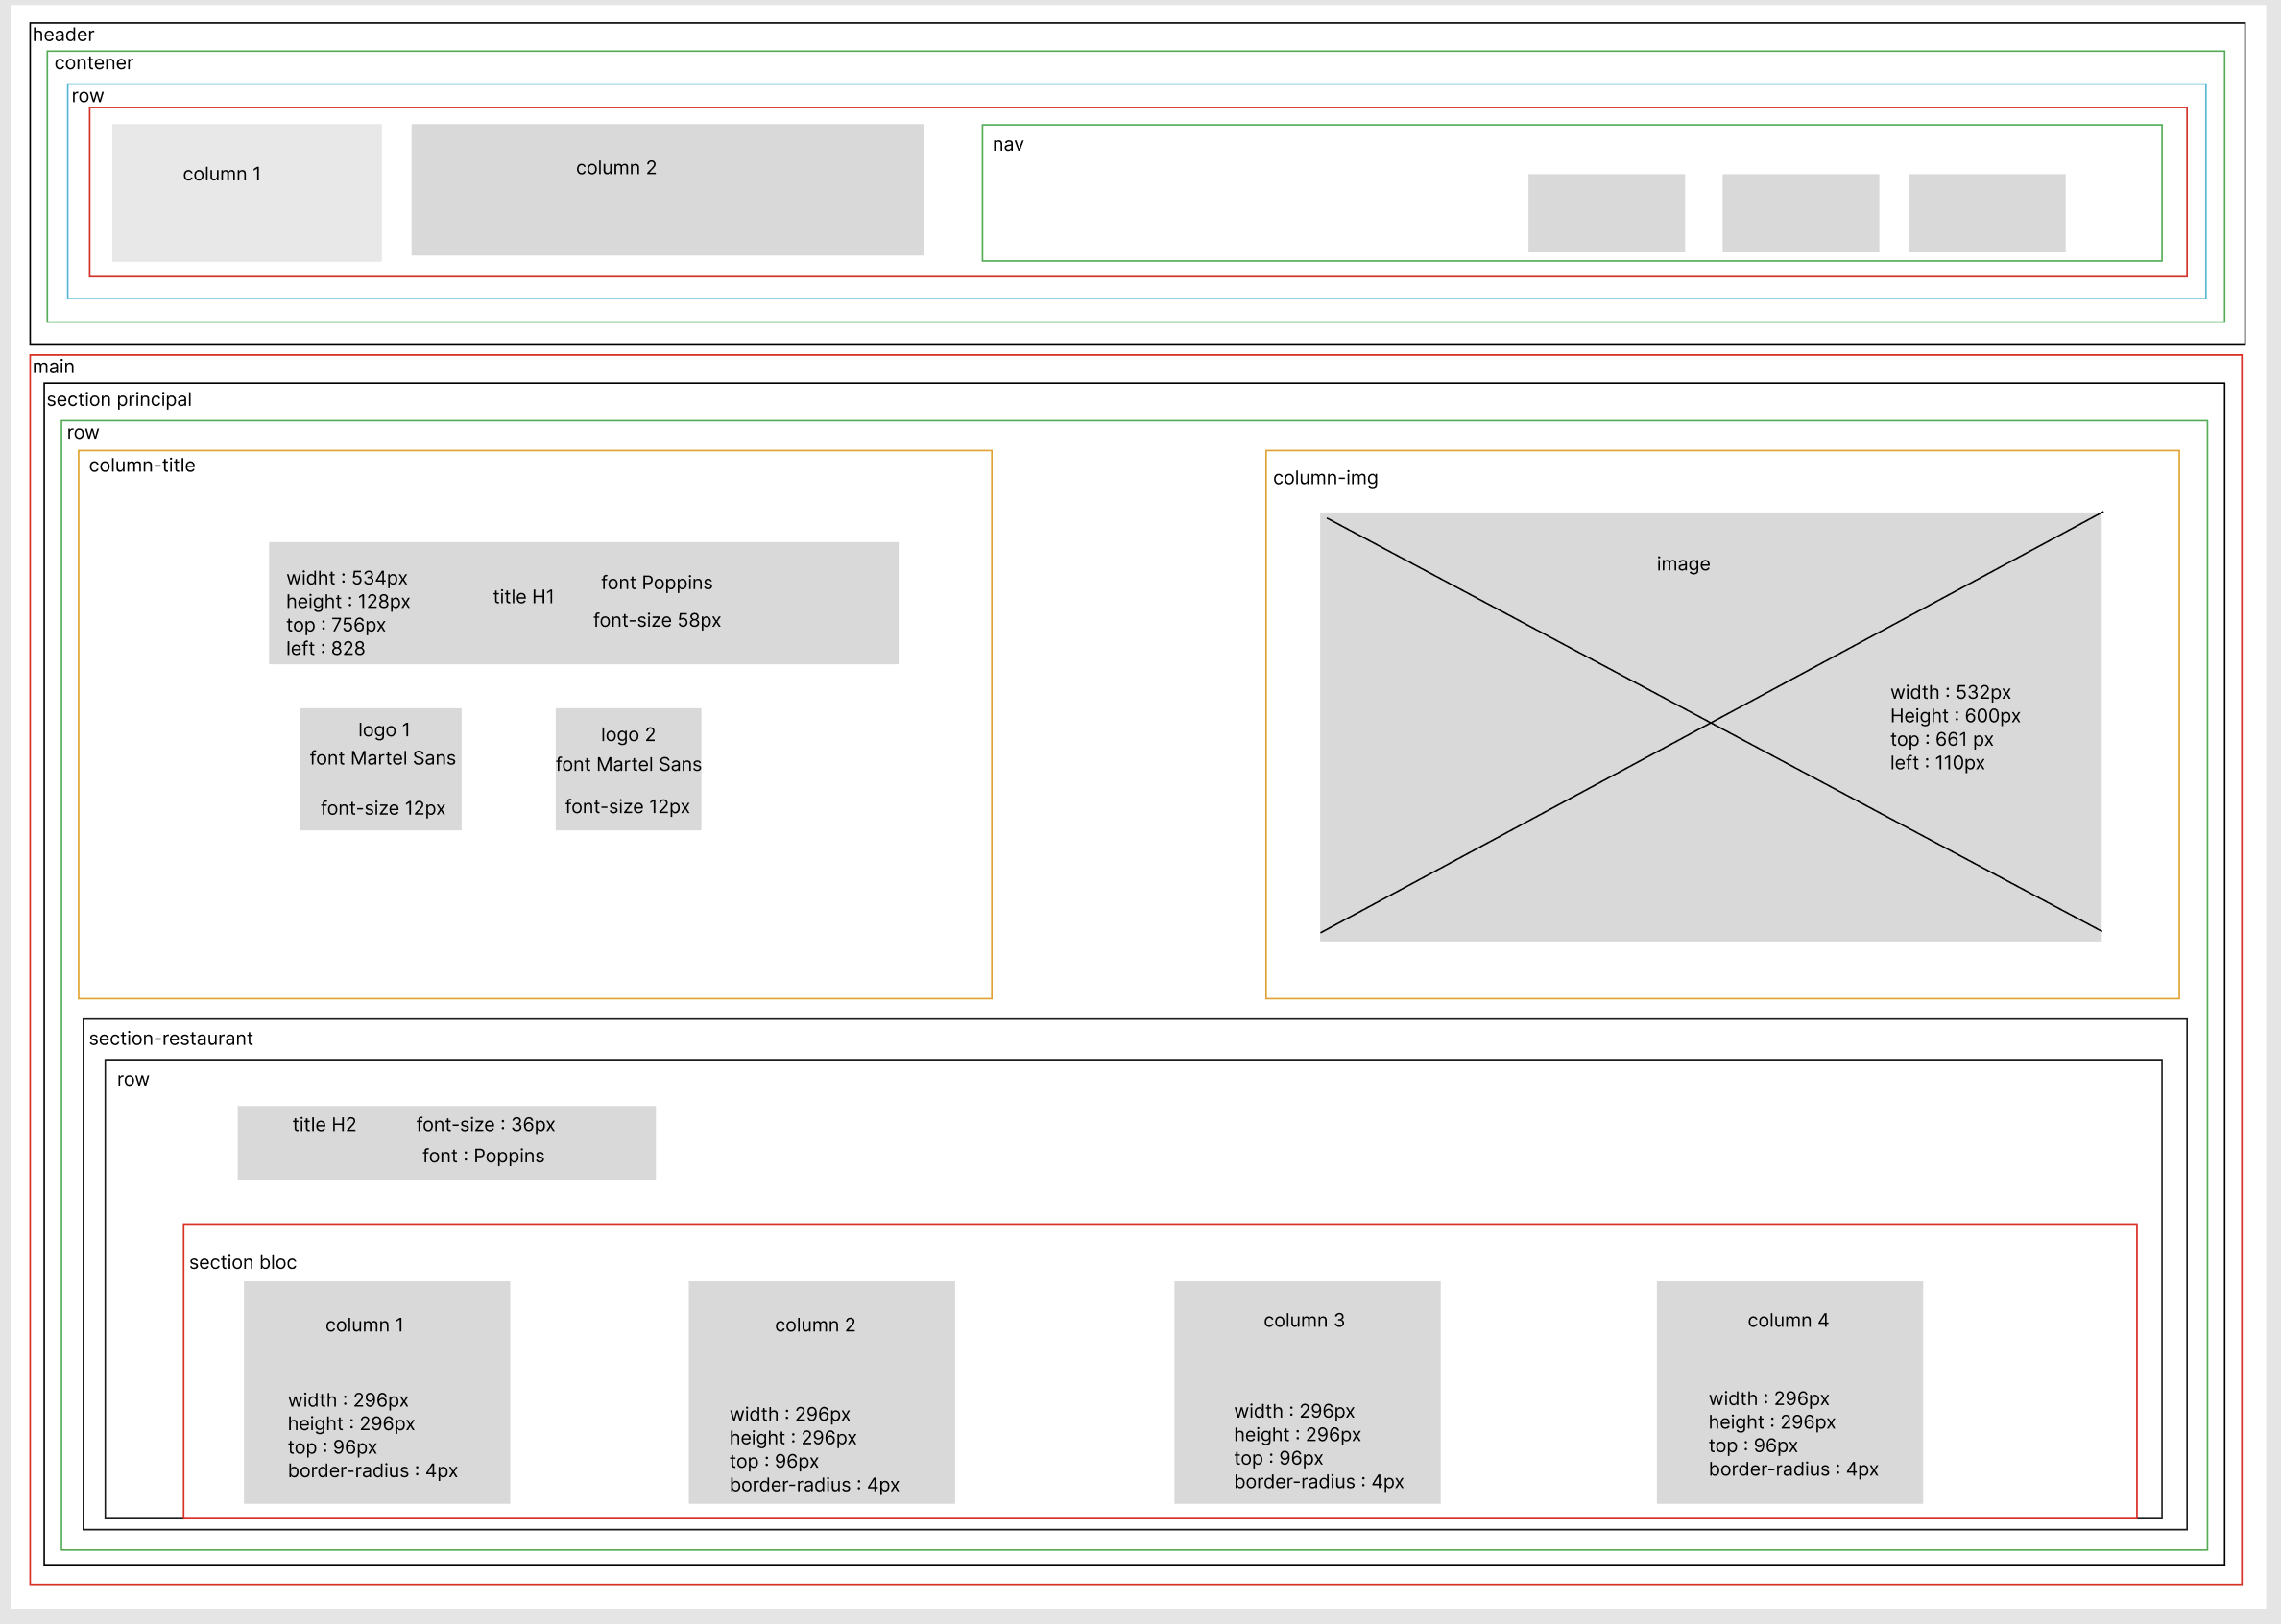 header
contener
row
column 1
column 2
nav
main
section principal
row
column-title
widht : 534px
height : 128px
top : 756px
left : 828
title H1
font Poppins
font-size 58px
logo 1
font Martel Sans
font-size 12px
logo 2
font Martel Sans
font-size 12px
column-img
image
width : 532px
Height : 600px
top : 661 px
left : 110px
section-restaurant
row
title H2
font-size : 36px
font : Poppins
section bloc
column 1
width : 296px
height : 296px
top : 96px
border-radius : 4px
column 2
width : 296px
height : 296px
top : 96px
border-radius : 4px
column 3
width : 296px
height : 296px
top : 96px
border-radius : 4px
column 4
width : 296px
height : 296px
top : 96px
border-radius : 4px